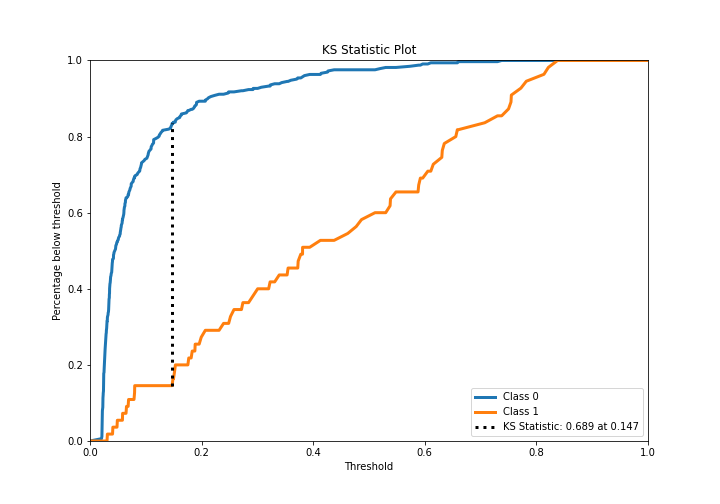 KS Statistic Plot
1.0
0.8
0.6
0.4
0.2
0.0
Percentage below threshold
0.0 0.2 0.4 0.6 0.8 1.0
Threshold
Class 0
Class 1
KS Statistic: 0.689 at 0.147